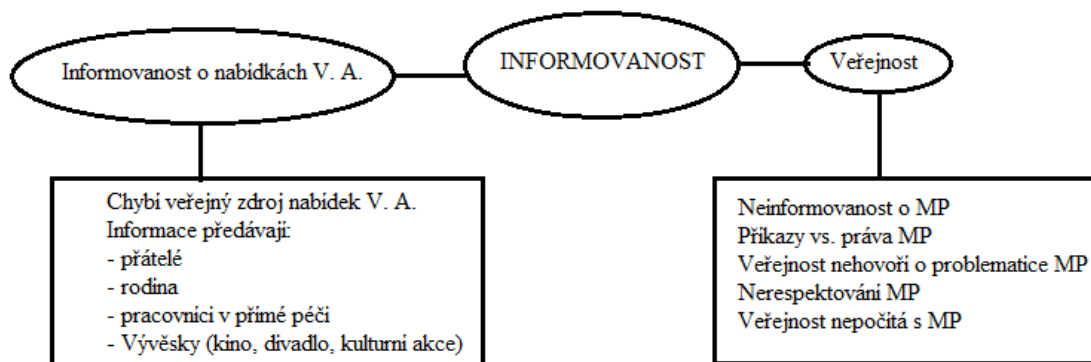 Informovanost o nabídkách V. A.
INFORMOVANOST
Veřejnost
Chybí veřejný zdroj nabídek V. A.
Informace předávají:
- přátelé
- rodina
- pracovníci v přímé péči
- Vývěsky (kino, divadlo, kulturní akce)
Neinformovanost o MP
Příkazy vs. práva MP
Veřejnost nehovoří o problematice MP
Nerespektování MP
Veřejnost nepočítá s MP